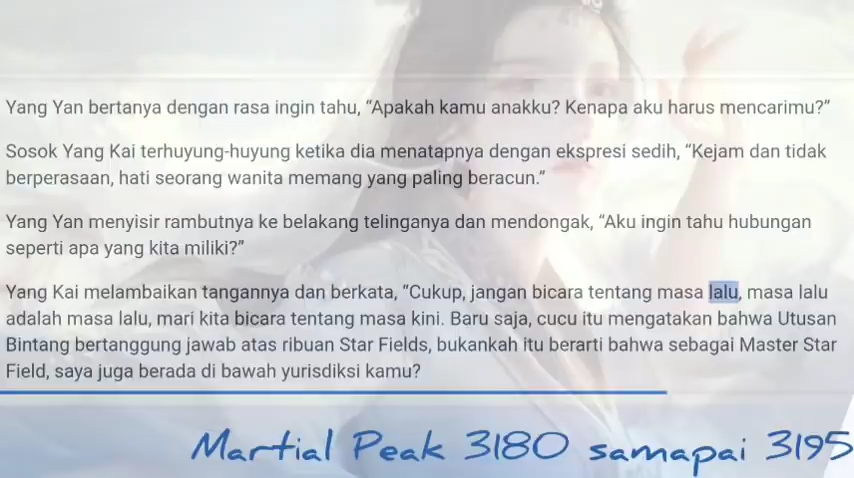 Yang Yan bertanya dengan rasa ingin tahu, “Apakah kamu anakku? Kenapa aku harus mencarimu?”
Sosok Yang Kai terhuyung-huyung ketika dia menatapnya dengan ekspresi sedih, “Kejam dan tidak
berperasaan, hati seorang wanita memang yang paling beracun.”
Yang Yan menyisir rambutnya ke belakang telinganya dan mendongak, “Aku ingin tahu hubungan
seperti apa yang kita miliki?”
Yang Kai melambaikan tangannya dan berkata, “Cukup, jangan bicara tentang masa lalu, masa lalu
adalah masa lalu, mari kita bicara tentang masa kini. Baru saja, cucu itu mengatakan bahwa Utusan
Bintang bertanggung jawab atas ribuan Star Fields, bukankah itu berarti bahwa sebagai Master Star
Field, saya juga berada di bawah yurisdiksi kamu?
Martial Peak 3180 samapai 3195